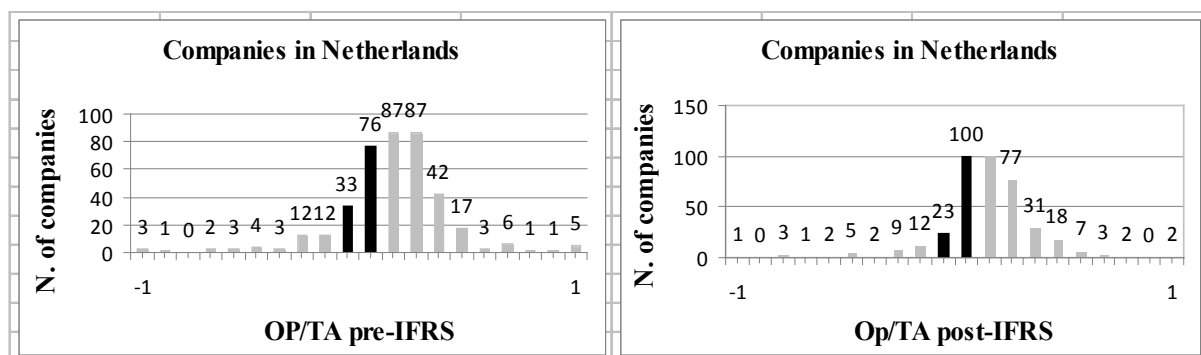 Companies in Netherlands
N. of companies
100
80
60
40
20
0
3 1 0 2 3 4 3 12 12 33 76 87 87 42 17 3 6 1 1 5
-1 1
OP/TA pre-IFRS
Companies in Netherlands
N. of companies
150
100
50
0
1 0 3 1 2 5 2 9 12 23 100 77 31 18 7 3 2 0 2
-1 1
Op/TA post-IFRS